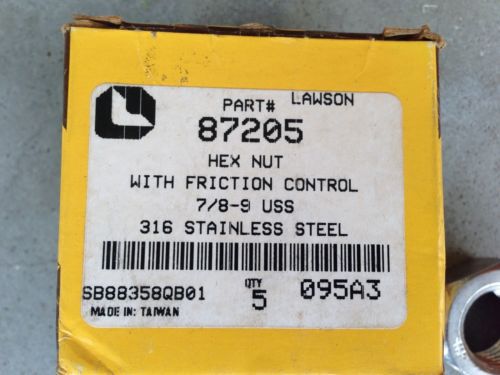 PART# LAWSON
87205
HEX NUT
WITH FRICTION CONTROL
7/8-9 USS
316 STAINLESS STEEL
SB88358QB01 QTY 5 095A3
MADE IN: TAIWAN